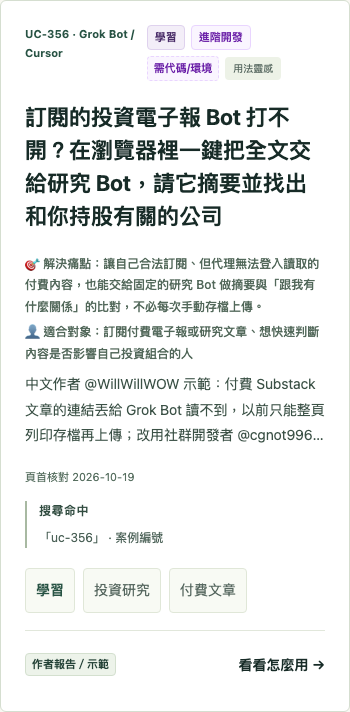 UC-356 · Grok Bot /
Cursor
學習
進階開發
需代碼/環境
用法靈感
訂閱的投資電子報 Bot 打不
開？在瀏覽器裡一鍵把全文交
給研究 Bot，請它摘要並找出
和你持股有關的公司
🎯 解決痛點：讓自己合法訂閱、但代理無法登入讀取的
付費內容，也能交給固定的研究 Bot 做摘要與「跟我有
什麼關係」的比對，不必每次手動存檔上傳。
👤 適合對象：訂閱付費電子報或研究文章、想快速判斷
內容是否影響自己投資組合的人
中文作者 @WillWillWOW 示範：付費 Substack
文章的連結丟給 Grok Bot 讀不到，以前只能整頁
列印存檔再上傳；改用社群開發者 @cgnot996...
頁首核對 2026-10-19
搜尋命中
「uc-356」 · 案例編號
學習
投資研究
付費文章
作者報告 / 示範
看看怎麼用 →